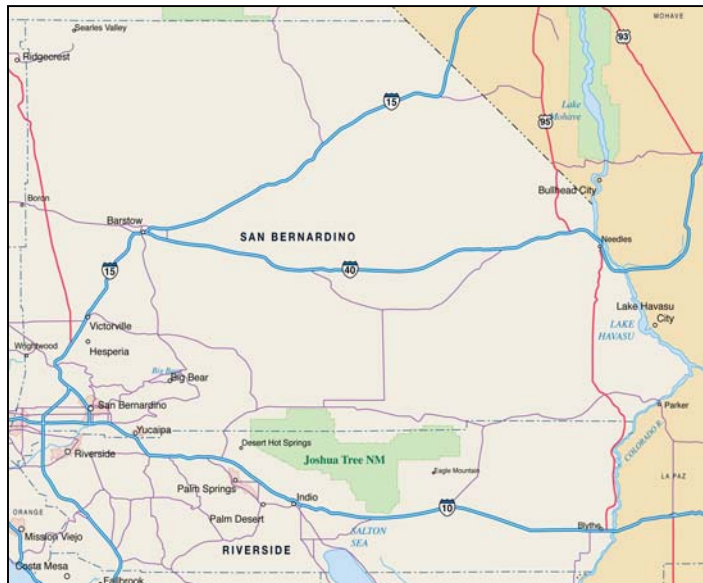 MOHAVE
Searles Valley
93
Ridgecrest
15
Lake
Mohave
95
Bullhead City
Boron
Barstow
SAN BERNARDINO
Needles
15
40
Lake Havasu
City
LAKE
HAVASU
Victorville
Hesperia
Wrightwood
Big Bear
Big Bear
San Bernardino
Parker
Yucaipa
Desert Hot Springs
COLORADO R.
Riverside
Joshua Tree NM
Eagle Mountain
LA PAZ
Palm Springs
Indio
10
ORANGE
Palm Desert
Blythe
Mission Viejo
SALTON
SEA
RIVERSIDE
Costa Mesa
Fallbrook